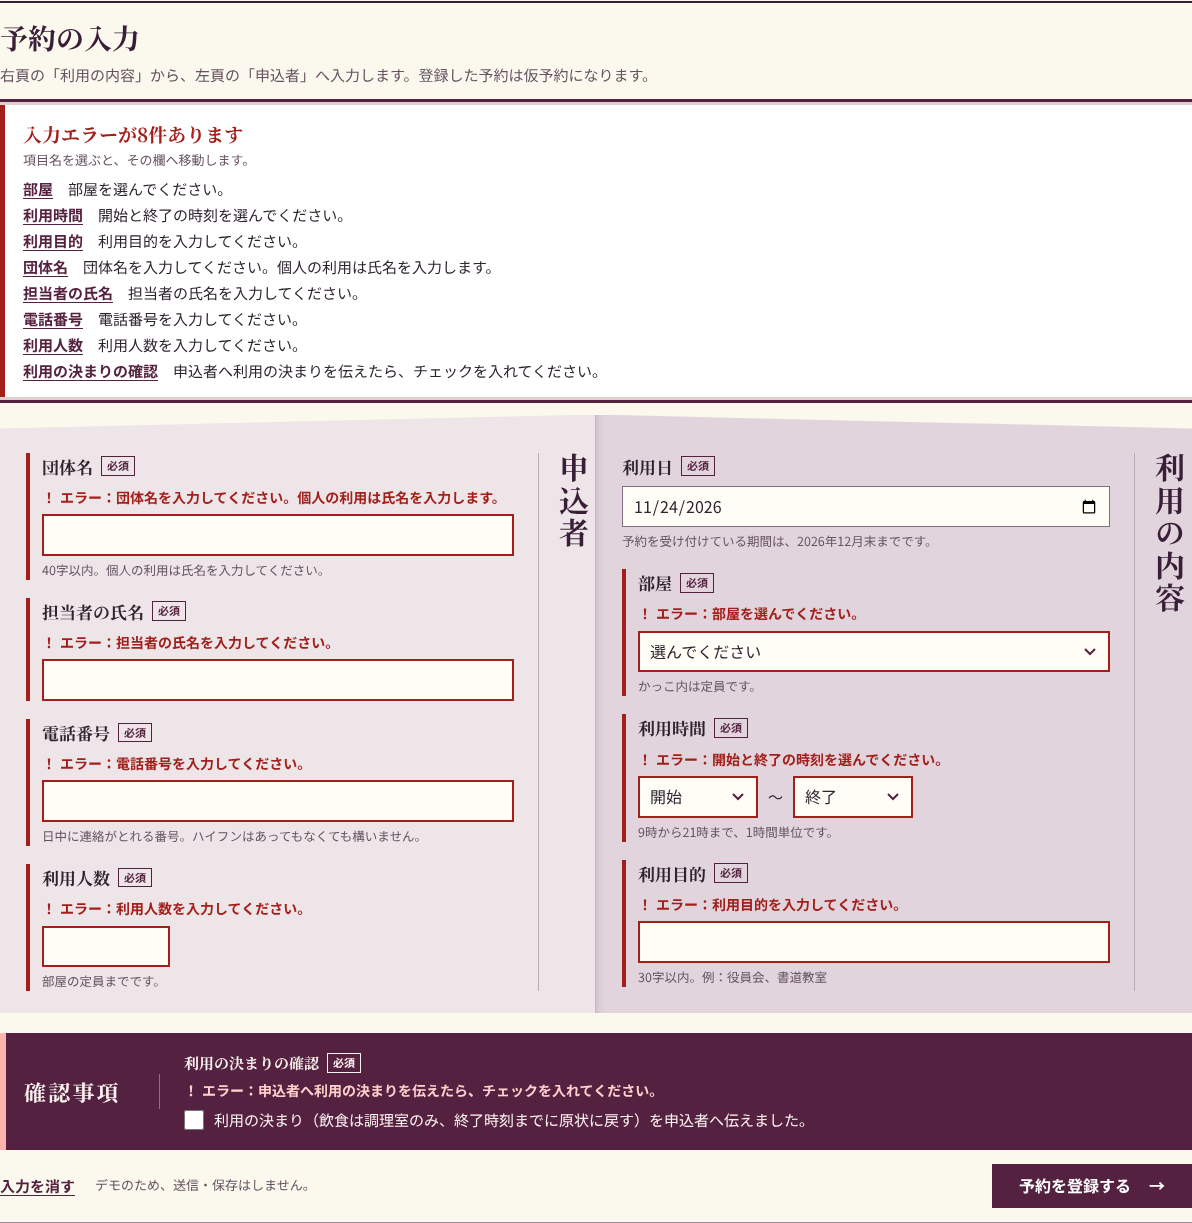 予約の入力
右頁の「利用の内容」から、左頁の「申込者」へ入力します。登録した予約は仮予約になります。
入力エラーが8件あります
項目名を選ぶと、その欄へ移動します。
部屋　部屋を選んでください。
利用時間　開始と終了の時刻を選んでください。
利用目的　利用目的を入力してください。
団体名　団体名を入力してください。個人の利用は氏名を入力します。
担当者の氏名　担当者の氏名を入力してください。
電話番号　電話番号を入力してください。
利用人数　利用人数を入力してください。
利用の決まりの確認　申込者へ利用の決まりを伝えたら、チェックを入れてください。
利用の内容
利用日 必須
11/24/2026
予約を受け付けている期間は、2026年12月末までです。
部屋 必須
！ エラー：部屋を選んでください。
選んでください
かっこ内は定員です。
利用時間 必須
！ エラー：開始と終了の時刻を選んでください。
開始 ～ 終了
9時から21時まで、1時間単位です。
利用目的 必須
！ エラー：利用目的を入力してください。
30字以内。例：役員会、書道教室
申込者
団体名 必須
！ エラー：団体名を入力してください。個人の利用は氏名を入力します。
40字以内。個人の利用は氏名を入力してください。
担当者の氏名 必須
！ エラー：担当者の氏名を入力してください。
電話番号 必須
！ エラー：電話番号を入力してください。
日中に連絡がとれる番号。ハイフンはあってもなくても構いません。
利用人数 必須
！ エラー：利用人数を入力してください。
部屋の定員までです。
確認事項
利用の決まりの確認 必須
！ エラー：申込者へ利用の決まりを伝えたら、チェックを入れてください。
利用の決まり（飲食は調理室のみ、終了時刻までに原状に戻す）を申込者へ伝えました。
入力を消す　デモのため、送信・保存はしません。
予約を登録する →